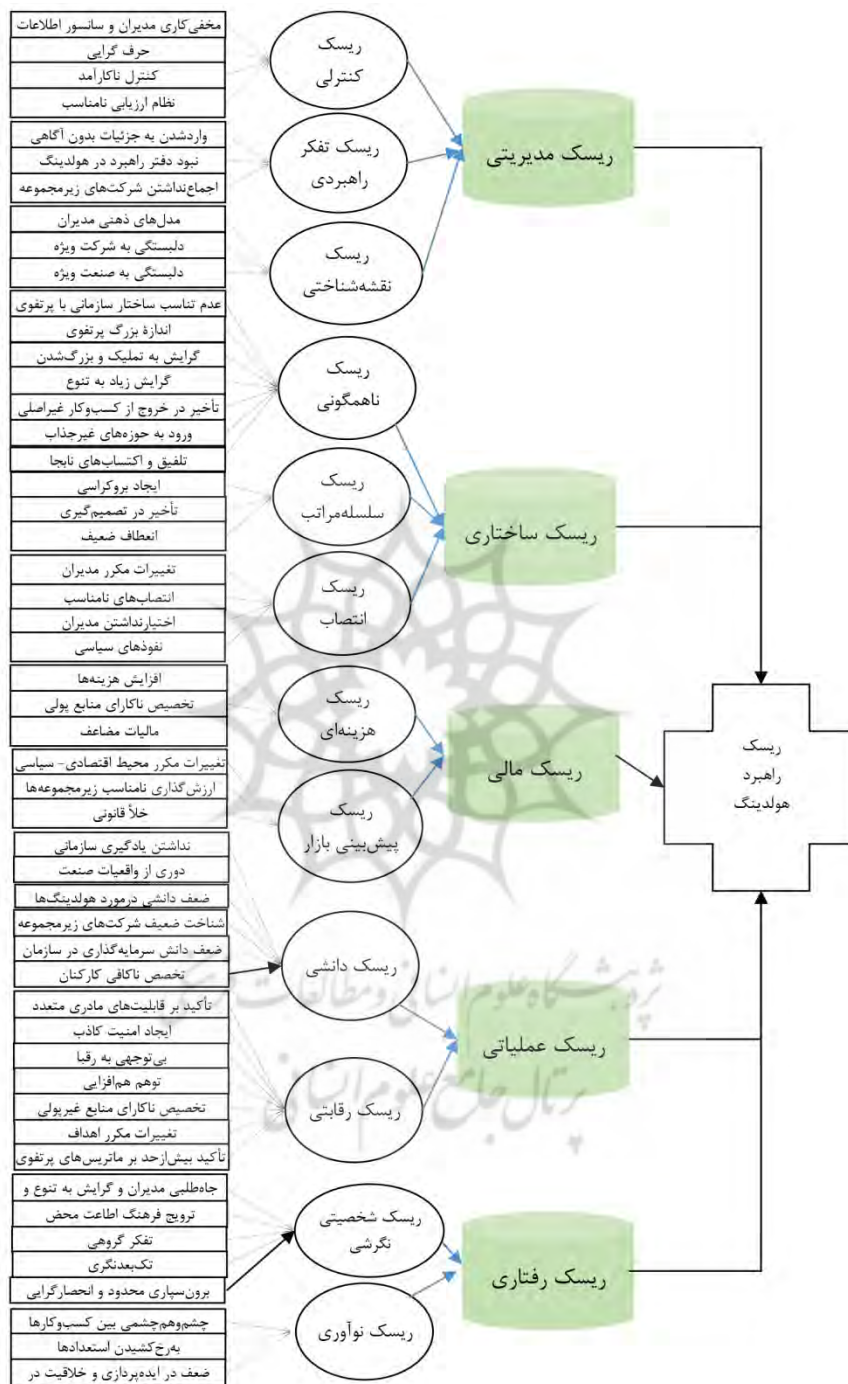 مخفی‌کاری مدیران و سانسور اطلاعات
حرف گرایی
کنترل ناکارآمد
نظام ارزیابی نامناسب
ریسک
کنترلی
واردشدن به جزئیات بدون آگاهی
نبود دفتر راهبرد در هولدینگ
اجماع‌نداشتن شرکت‌های زیرمجموعه
ریسک تفکر
راهبردی
مدل‌های ذهنی مدیران
دلبستگی به شرکت ویژه
دلبستگی به صنعت ویژه
ریسک
نقشه‌شناختی
ریسک مدیریتی
عدم تناسب ساختار سازمانی با پرتفوی
اندازهٔ بزرگ پرتفوی
گرایش به تملیک و بزرگ‌شدن
گرایش زیاد به تنوع
تأخیر در خروج از کسب‌وکار غیراصلی
ورود به حوزه‌های غیرجذاب
تلفیق و اکتساب‌های نابجا
ریسک
ناهمگونی
ایجاد بروکراسی
تأخیر در تصمیم‌گیری
انعطاف ضعیف
ریسک
سلسله‌مراتب
تغییرات مکرر مدیران
انتصاب‌های نامناسب
اختیارنداشتن مدیران
نفوذهای سیاسی
ریسک
انتصاب
ریسک ساختاری
افزایش هزینه‌ها
تخصیص ناکارای منابع پولی
مالیات مضاعف
ریسک
هزینه‌ای
تغییرات مکرر محیط اقتصادی- سیاسی
ارزش‌گذاری نامناسب زیرمجموعه‌ها
خلأ قانونی
ریسک
پیش‌بینی بازار
ریسک مالی
ریسک
راهبرد
هولدینگ
نداشتن یادگیری سازمانی
دوری از واقعیات صنعت
ضعف دانشی درمورد هولدینگ‌ها
شناخت ضعیف شرکت‌های زیرمجموعه
ضعف دانش سرمایه‌گذاری در سازمان
تخصص ناکافی کارکنان
ریسک دانشی
تأکید بر قابلیت‌های مادری متعدد
ایجاد امنیت کاذب
بی‌توجهی به رقبا
توهم هم‌افزایی
تخصیص ناکارای منابع غیرپولی
تغییرات مکرر اهداف
تأکید بیش‌ازحد بر ماتریس‌های پرتفوی
ریسک رقابتی
ریسک عملیاتی
پژوهشگاه علوم انسانی و مطالعات فرهنگی
پرتال جامع علوم انسانی
جاه‌طلبی مدیران و گرایش به تنوع و
ترویج فرهنگ اطاعت محض
تفکر گروهی
تک‌بعدنگری
برون‌سپاری محدود و انحصارگرایی
ریسک شخصیتی
نگرشی
چشم‌وهم‌چشمی بین کسب‌وکارها
به‌رخ‌کشیدن استعدادها
ضعف در ایده‌پردازی و خلاقیت در
ریسک نوآوری
ریسک رفتاری